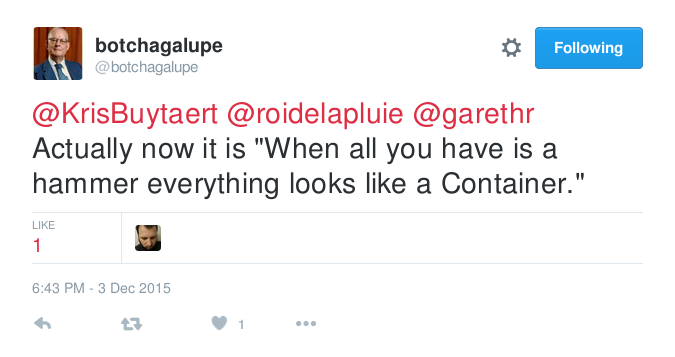 botchagalupe
@botchagalupe
Following
@KrisBuytaert @roidelapluie @garethr
Actually now it is "When all you have is a
hammer everything looks like a Container."
LIKE
1
6:43 PM - 3 Dec 2015
1